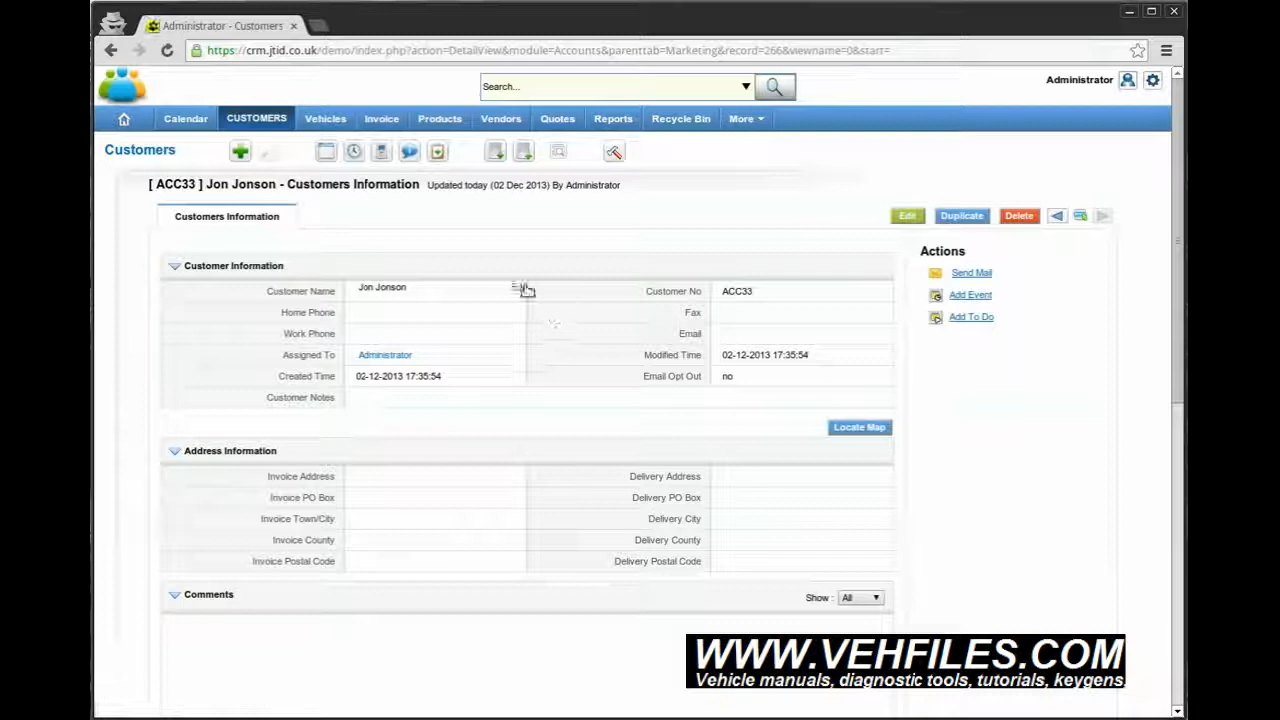 Administrator - Customers
https://crm.jtid.co.uk/demo/index.php?action=DetailView&module=Accounts&parenttab=Marketing&record=266&viewname=0&start=
Search...
Administrator
Calendar CUSTOMERS Vehicles Invoice Products Vendors Quotes Reports Recycle Bin More
Customers
[ ACC33 ] Jon Jonson - Customers Information Updated today (02 Dec 2013) By Administrator
Customers Information Edit Duplicate Delete
Actions
Customer Information Send Mail
Customer Name Jon Jonson Customer No ACC33 Add Event
Home Phone Fax Add To Do
Work Phone Email
Assigned To Administrator Modified Time 02-12-2013 17:35:54
Created Time 02-12-2013 17:35:54 Email Opt Out no
Customer Notes
Locate Map
Address Information
Invoice Address Delivery Address
Invoice PO Box Delivery PO Box
Invoice Town/City Delivery City
Invoice County Delivery County
Invoice Postal Code Delivery Postal Code
Comments Show : All
WWW.VEHFILES.COM
Vehicle manuals, diagnostic tools, tutorials, keygens.